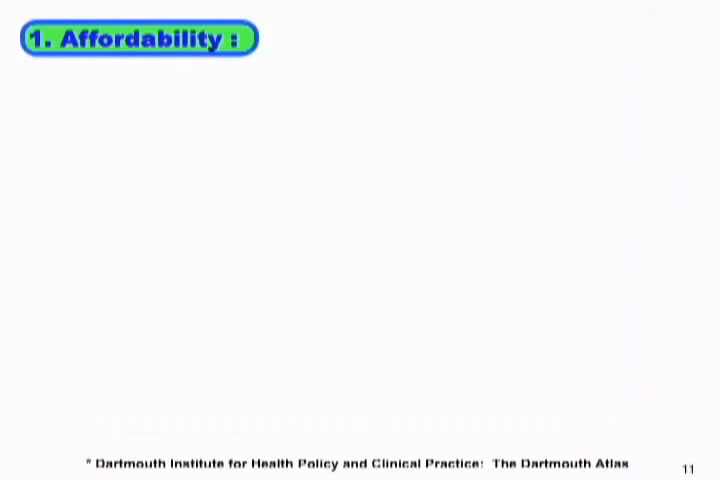 1. Affordability :
* Dartmouth Institute for Health Policy and Clinical Practice: The Dartmouth Atlas
11